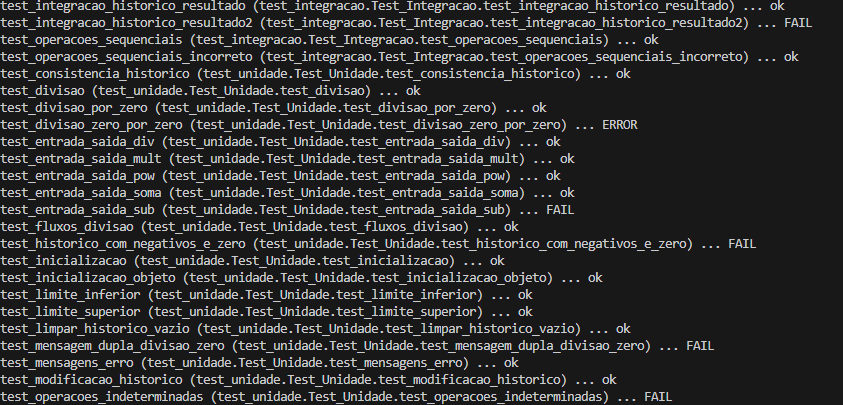 test_integracao_historico_resultado (test_integracao.Test_Integracao.test_integracao_historico_resultado) ... ok
test_integracao_historico_resultado2 (test_integracao.Test_Integracao.test_integracao_historico_resultado2) ... FAIL
test_operacoes_sequenciais (test_integracao.Test_Integracao.test_operacoes_sequenciais) ... ok
test_operacoes_sequenciais_incorreto (test_integracao.Test_Integracao.test_operacoes_sequenciais_incorreto) ... ok
test_consistencia_historico (test_unidade.Test_Unidade.test_consistencia_historico) ... ok
test_divisao (test_unidade.Test_Unidade.test_divisao) ... ok
test_divisao_por_zero (test_unidade.Test_Unidade.test_divisao_por_zero) ... ok
test_divisão_zero_por_zero (test_unidade.Test_Unidade.test_divisão_zero_por_zero) ... ERROR
test_entrada_saida_div (test_unidade.Test_Unidade.test_entrada_saida_div) ... ok
test_entrada_saida_mult (test_unidade.Test_Unidade.test_entrada_saida_mult) ... ok
test_entrada_saida_pow (test_unidade.Test_Unidade.test_entrada_saida_pow) ... ok
test_entrada_saida_soma (test_unidade.Test_Unidade.test_entrada_saida_soma) ... ok
test_entrada_saida_sub (test_unidade.Test_Unidade.test_entrada_saida_sub) ... FAIL
test_fluxos_divisao (test_unidade.Test_Unidade.test_fluxos_divisao) ... ok
test_historico_com_negativos_e_zero (test_unidade.Test_Unidade.test_historico_com_negativos_e_zero) ... FAIL
test_inicializacao (test_unidade.Test_Unidade.test_inicializacao) ... ok
test_inicializacao_objeto (test_unidade.Test_Unidade.test_inicializacao_objeto) ... ok
test_limite_inferior (test_unidade.Test_Unidade.test_limite_inferior) ... ok
test_limite_superior (test_unidade.Test_Unidade.test_limite_superior) ... ok
test_limpar_historico_vazio (test_unidade.Test_Unidade.test_limpar_historico_vazio) ... ok
test_mensagem_dupla_divisao_zero (test_unidade.Test_Unidade.test_mensagem_dupla_divisao_zero) ... FAIL
test_mensagens_erro (test_unidade.Test_Unidade.test_mensagens_erro) ... ok
test_modificacao_historico (test_unidade.Test_Unidade.test_modificacao_historico) ... ok
test_operacoes_indeterminadas (test_unidade.Test_Unidade.test_operacoes_indeterminadas) ... FAIL